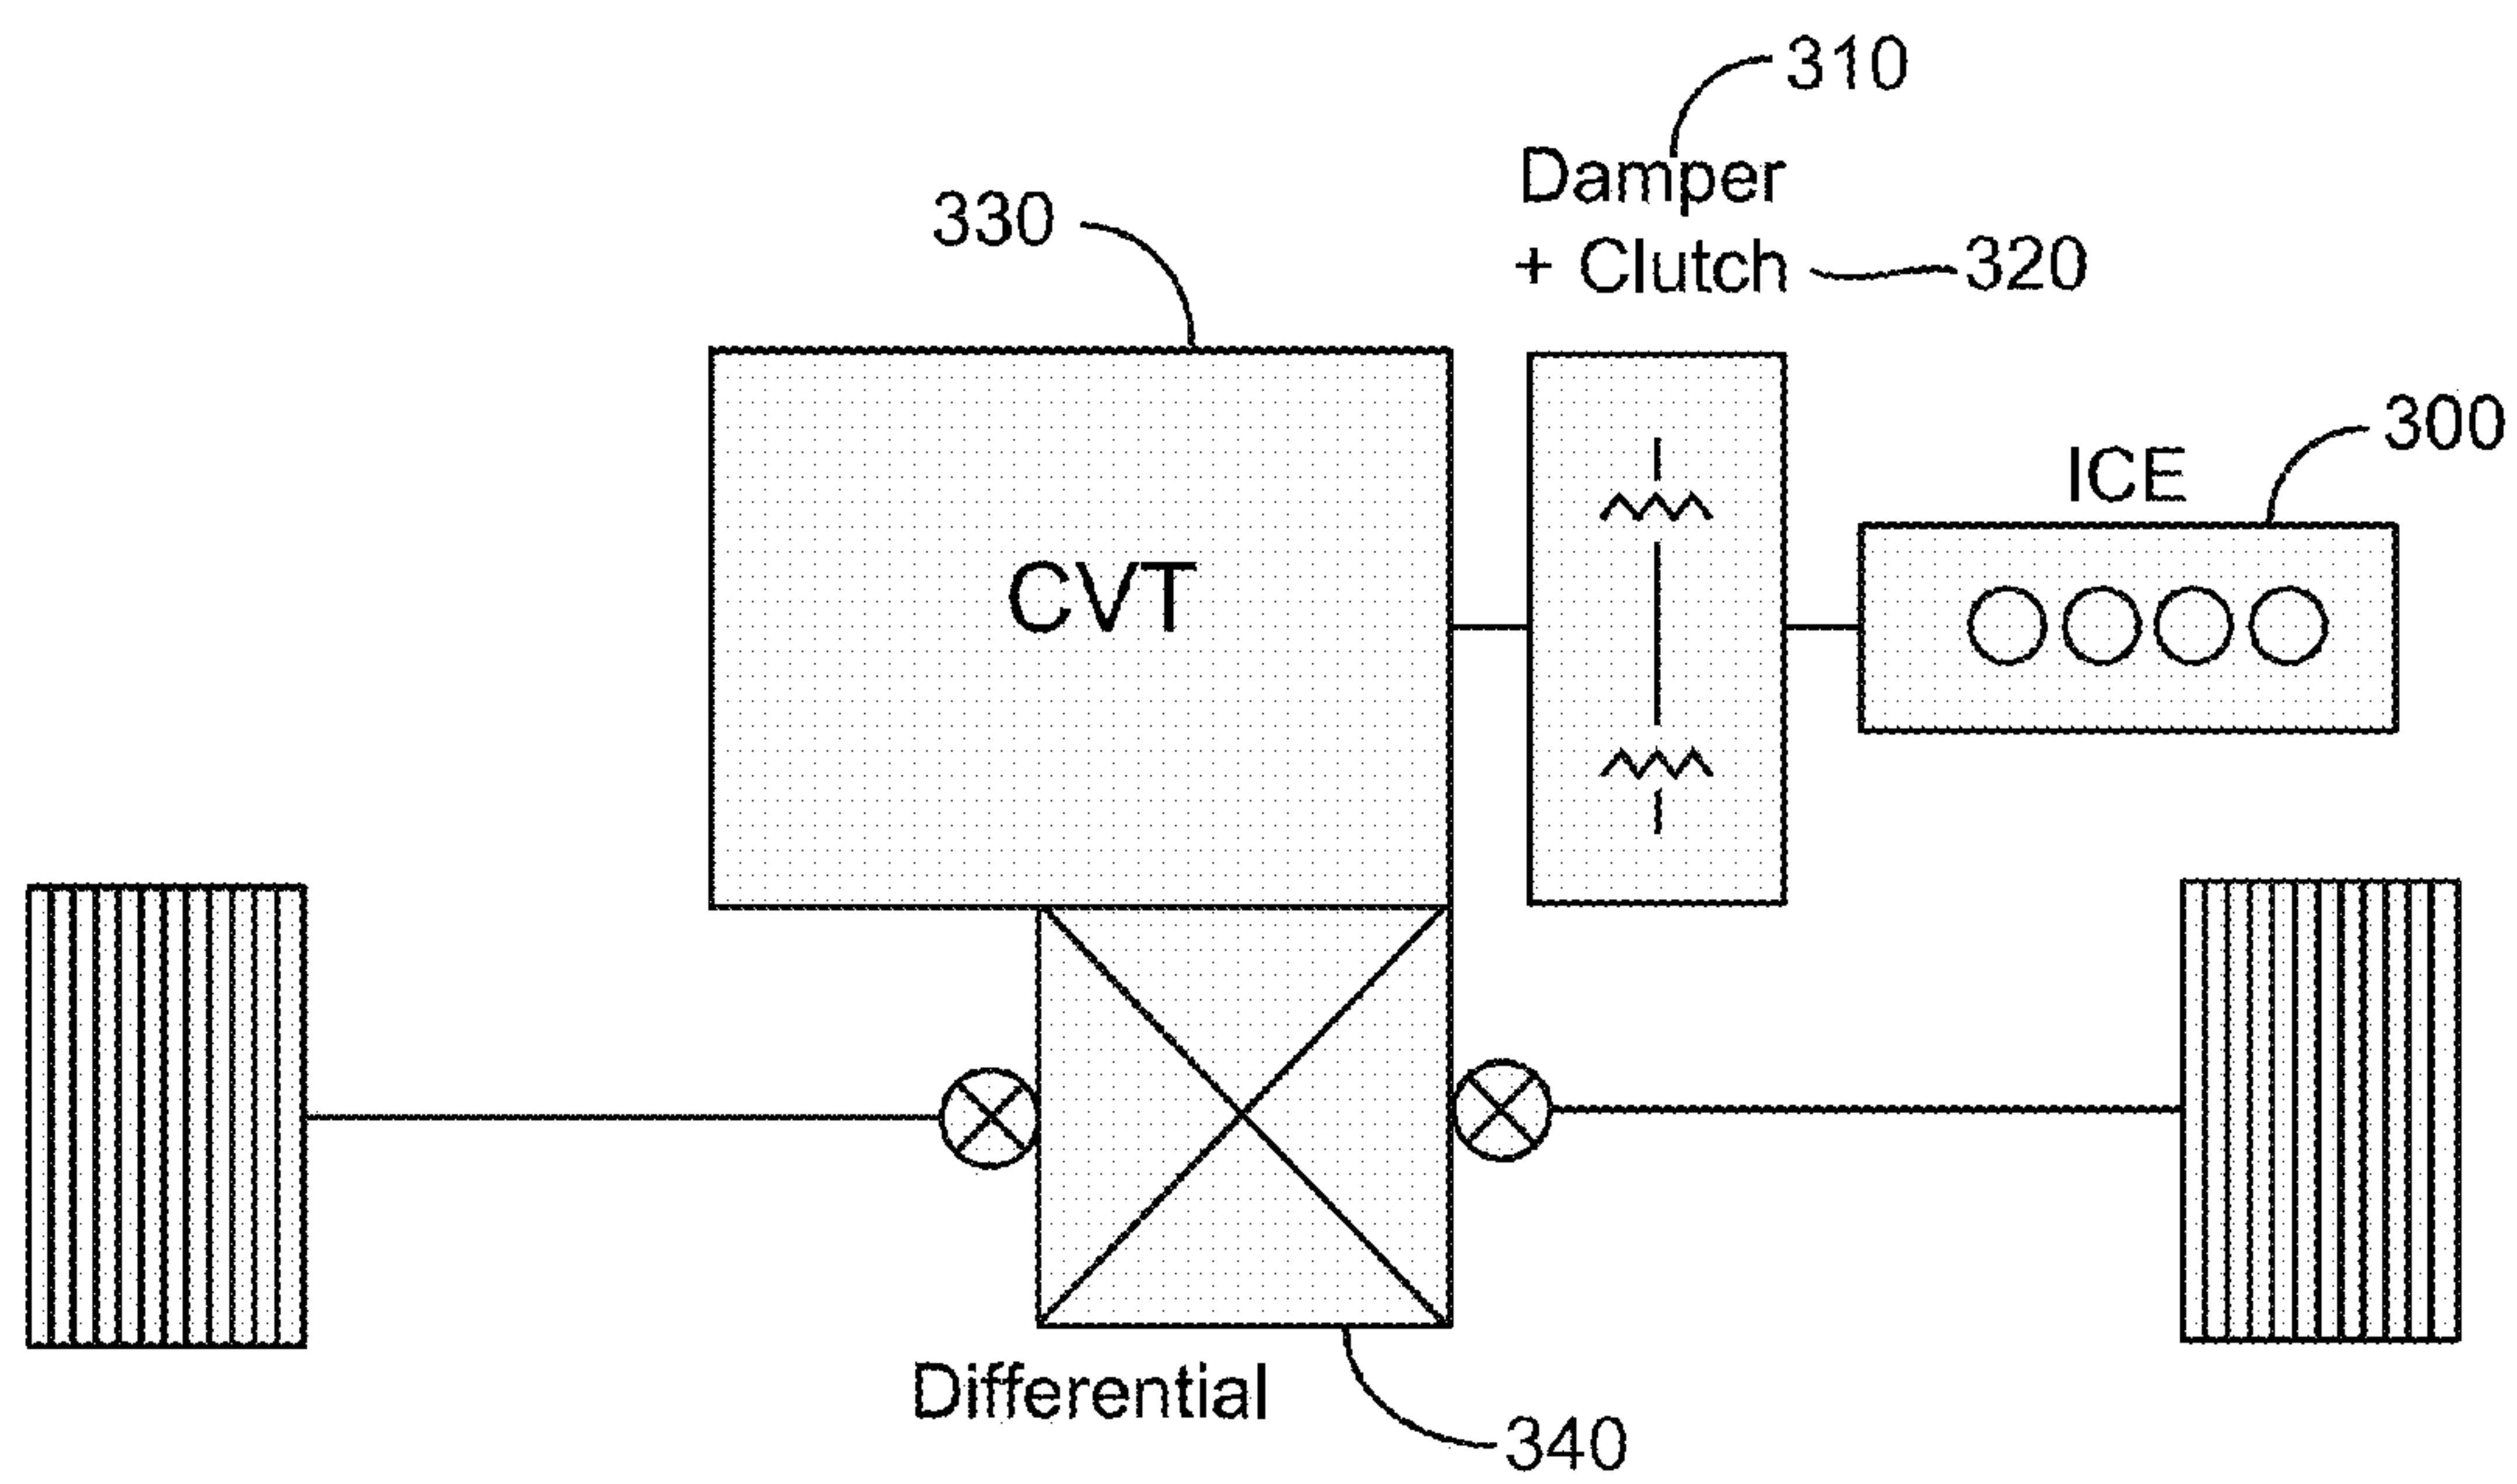 310
Damper
+ Clutch 320
330
300
ICE
CVT
Differential
340